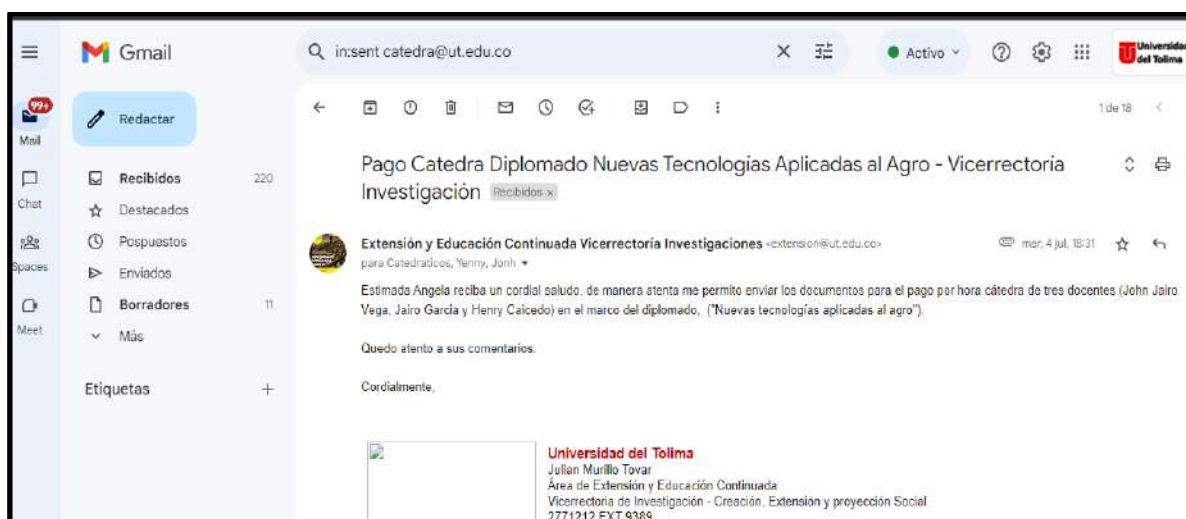 Gmail
in:sent catedra@ut.edu.co
Activo
Universidad
del Tolima
99+
Mail
Redactar
1 de 18
Chat
Spaces
Meet
Recibidos 220
Destacados
Pospuestos
Enviados
Borradores 11
Más
Etiquetas
Pago Catedra Diplomado Nuevas Tecnologías Aplicadas al Agro - Vicerrectoría
Investigación Recibidos x
Extensión y Educación Continuada Vicerrectoria Investigaciones <extension@ut.edu.co> mar, 4 jul, 18:31
para Catedraticos, Yenny, Jonh
Estimada Angela reciba un cordial saludo, de manera atenta me permito enviar los documentos para el pago por hora cátedra de tres docentes (John Jairo
Vega, Jairo Garcia y Henry Caicedo) en el marco del diplomado, ("Nuevas tecnologías aplicadas al agro").
Quedo atento a sus comentarios.
Cordialmente,
Universidad del Tolima
Julian Murillo Tovar
Área de Extensión y Educación Continuada
Vicerrectoria de Investigación - Creación, Extensión y proyección Social
2771212 EXT 9389